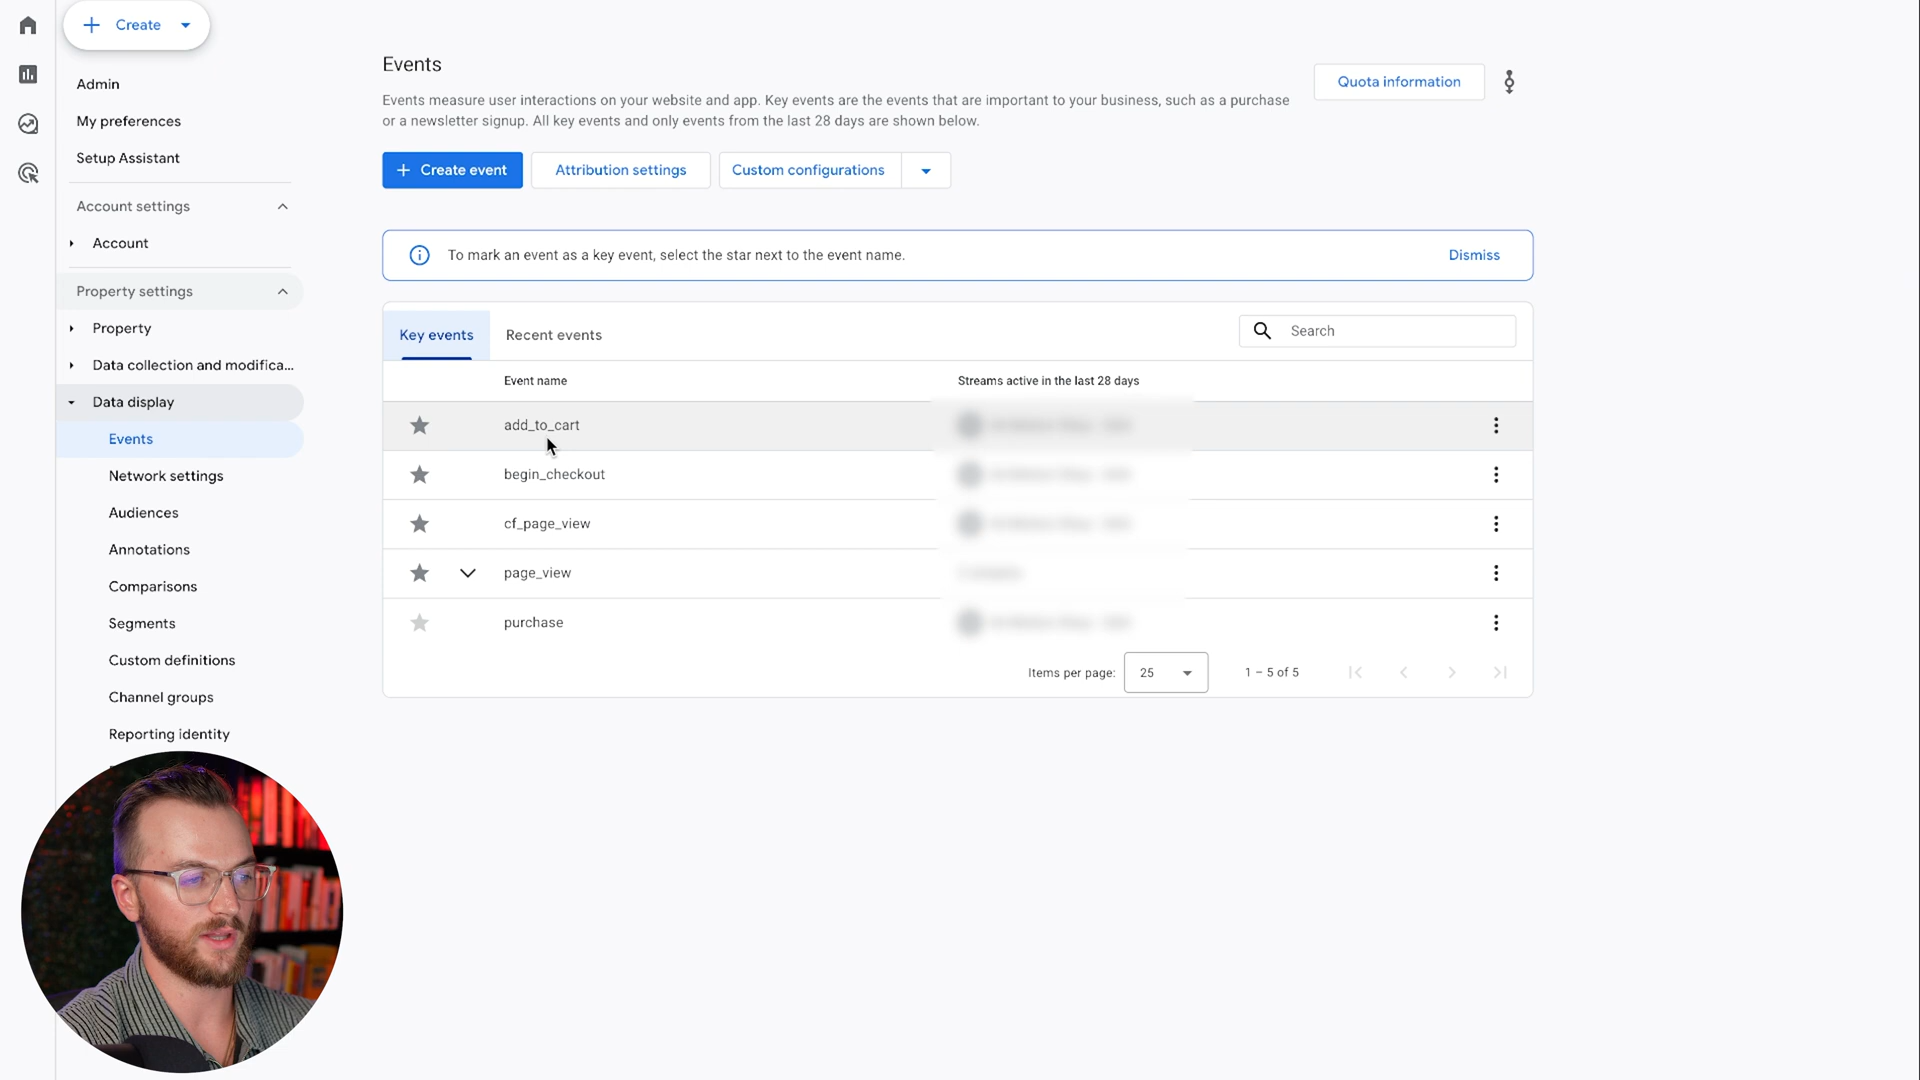 Create
Admin
My preferences
Setup Assistant
Account settings
Account
Property settings
Property
Data collection and modifica...
Data display
Events
Network settings
Audiences
Annotations
Comparisons
Segments
Custom definitions
Channel groups
Reporting identity
Events
Events measure user interactions on your website and app. Key events are the events that are important to your business, such as a purchase
or a newsletter signup. All key events and only events from the last 28 days are shown below.
Quota information
Create event
Attribution settings
Custom configurations
To mark an event as a key event, select the star next to the event name.
Dismiss
Key events
Recent events
Search
Event name
Streams active in the last 28 days
add_to_cart
begin_checkout
cf_page_view
page_view
purchase
Items per page:
25
1 – 5 of 5